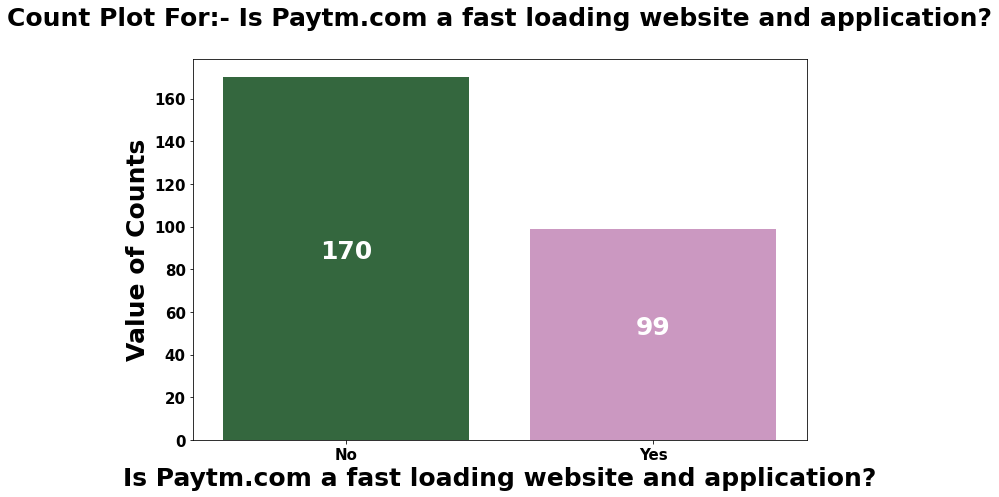 Count Plot For:- Is Paytm.com a fast loading website and application?
Value of Counts
160
140
120
100
80
60
40
20
0
170
99
No
Yes
Is Paytm.com a fast loading website and application?